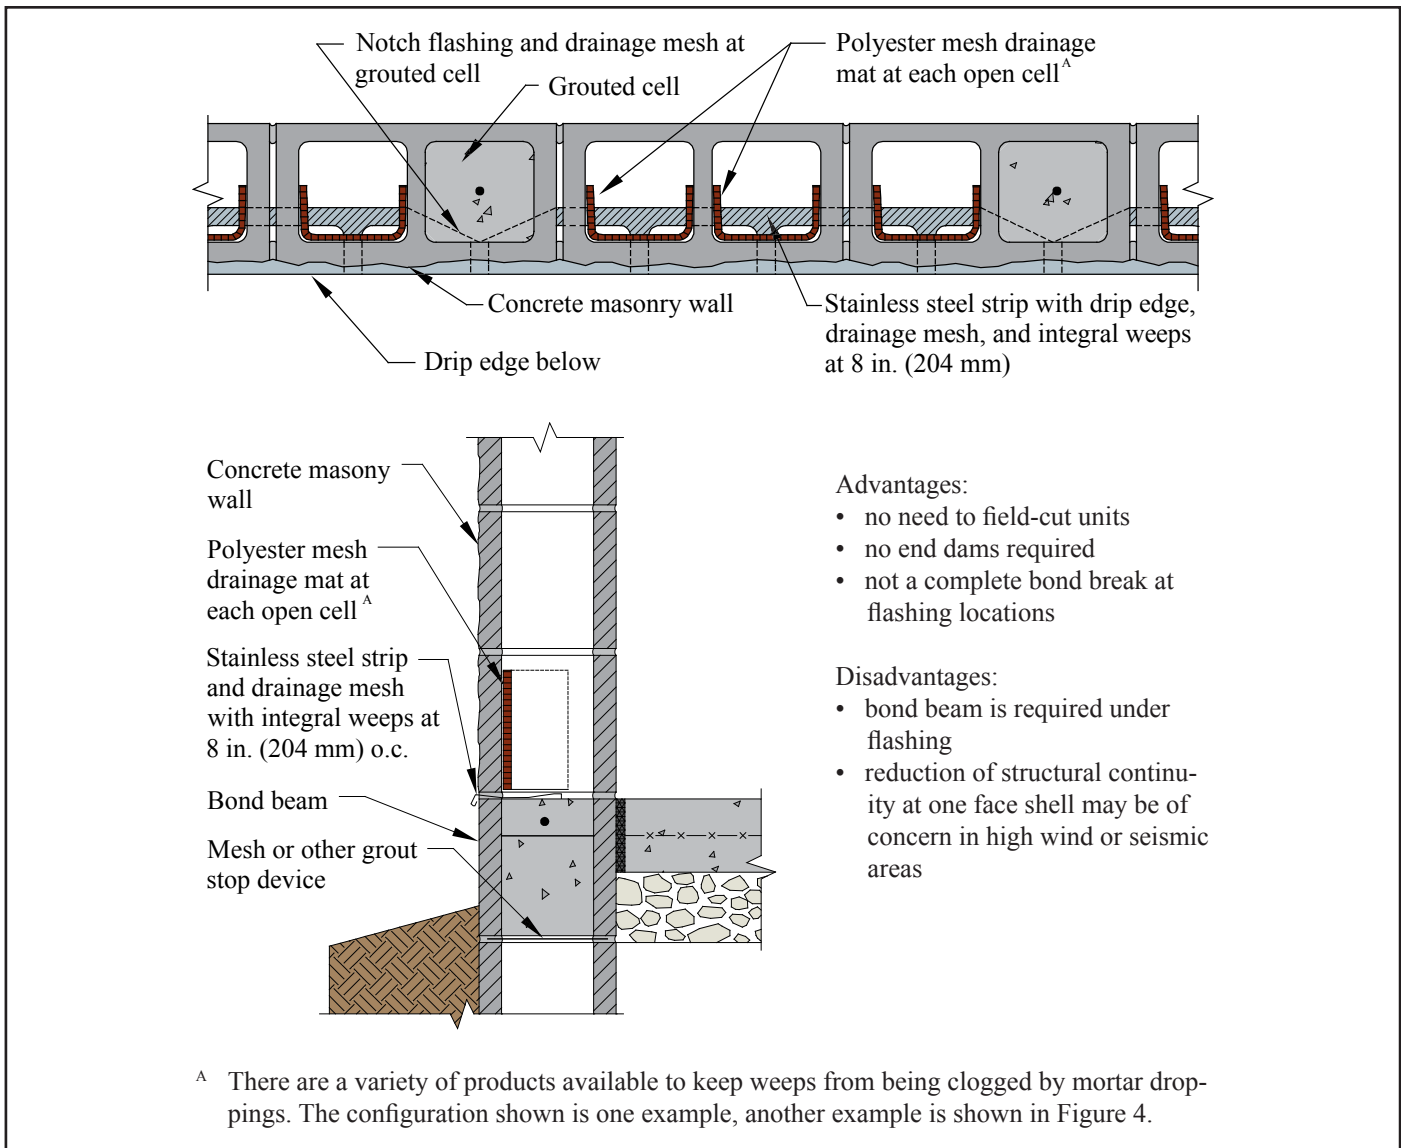 Notch flashing and drainage mesh at
grouted cell
Grouted cell
Polyester mesh drainage
mat at each open cell A
Concrete masonry wall
Drip edge below
Stainless steel strip with drip edge,
drainage mesh, and integral weeps
at 8 in. (204 mm)
Concrete masony
wall
Polyester mesh
drainage mat at
each open cell A
Stainless steel strip
and drainage mesh
with integral weeps at
8 in. (204 mm) o.c.
Bond beam
Mesh or other grout
stop device
Advantages:
• no need to field-cut units
• no end dams required
• not a complete bond break at
flashing locations
Disadvantages:
• bond beam is required under
flashing
• reduction of structural continu-
ity at one face shell may be of
concern in high wind or seismic
areas
A There are a variety of products available to keep weeps from being clogged by mortar drop-
pings. The configuration shown is one example, another example is shown in Figure 4.